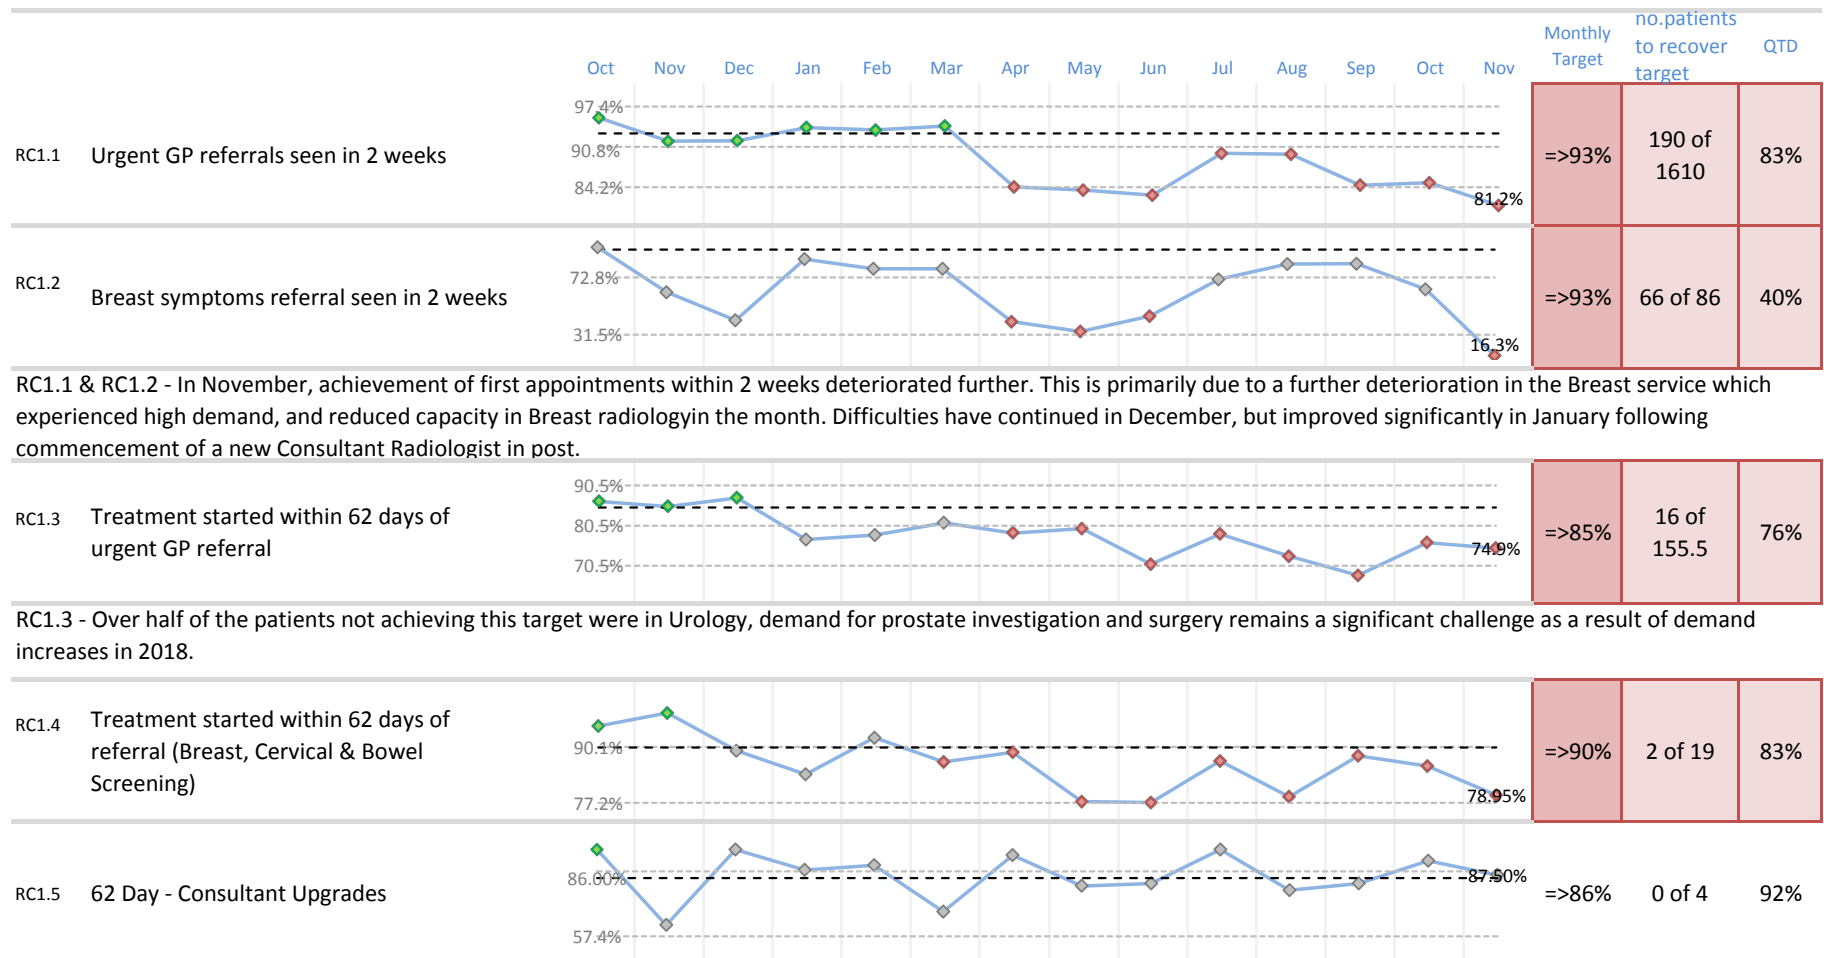 no.patients
Monthly to recover QTD
Target target
Oct Nov Dec Jan Feb Mar Apr May Jun Jul Aug Sep Oct Nov
97.4%
90.8%
84.2%
81.2%
RC1.1 Urgent GP referrals seen in 2 weeks
=>93%
190 of
1610
83%
72.8%
31.5%
16.3%
RC1.2 Breast symptoms referral seen in 2 weeks
=>93% 66 of 86 40%
RC1.1 & RC1.2 - In November, achievement of first appointments within 2 weeks deteriorated further. This is primarily due to a further deterioration in the Breast service which
experienced high demand, and reduced capacity in Breast radiologyin the month. Difficulties have continued in December, but improved significantly in January following
commencement of a new Consultant Radiologist in post.
90.5%
80.5%
70.5%
74.9%
RC1.3 Treatment started within 62 days of
urgent GP referral
=>85%
16 of
155.5
76%
RC1.3 - Over half of the patients not achieving this target were in Urology, demand for prostate investigation and surgery remains a significant challenge as a result of demand
increases in 2018.
RC1.4 Treatment started within 62 days of
referral (Breast, Cervical & Bowel
Screening)
90.1%
77.2%
78.95%
=>90% 2 of 19 83%
RC1.5 62 Day - Consultant Upgrades
86.00%
57.4%
87.50%
=>86% 0 of 4 92%